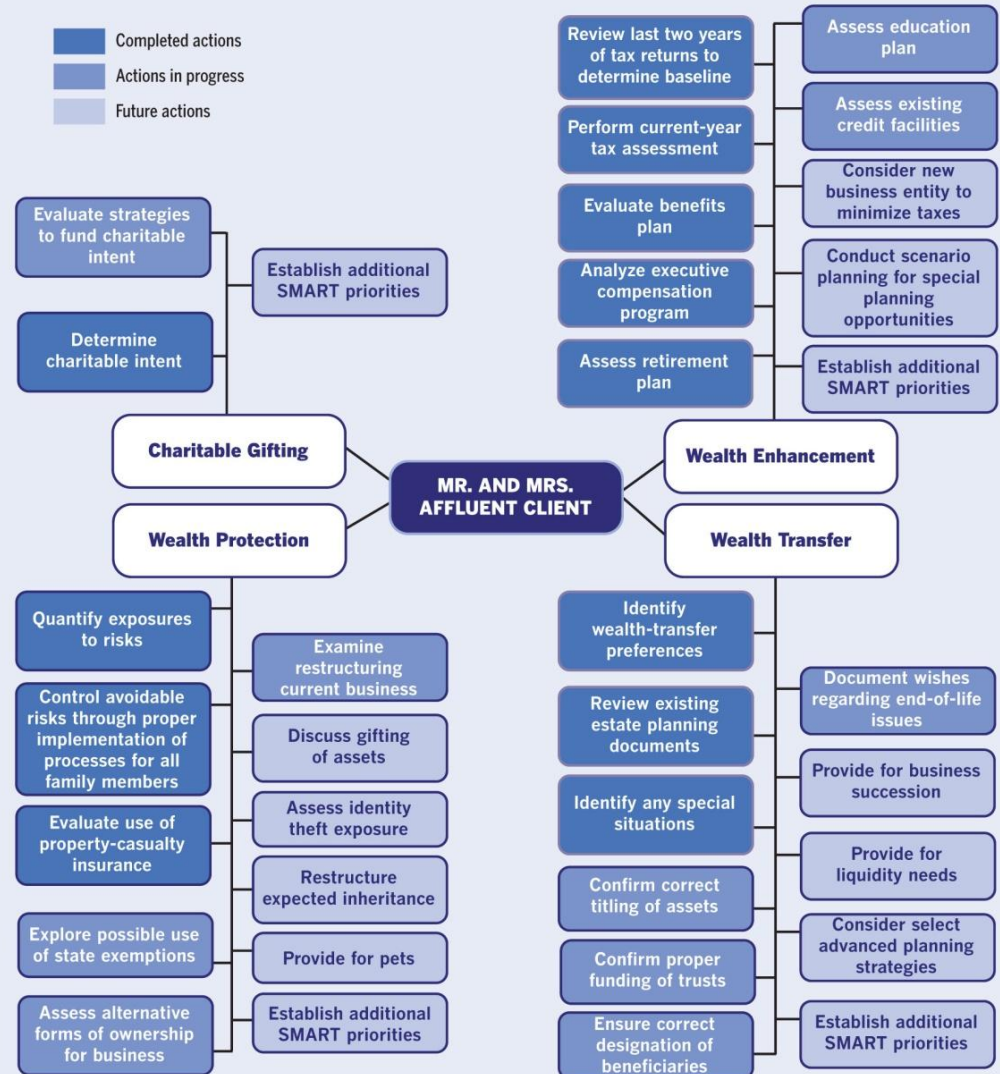 Completed actions
Actions in progress
Future actions
Evaluate strategies
to fund charitable
intent
Determine
charitable intent
Establish additional
SMART priorities
Charitable Gifting
Review last two years
of tax returns to
determine baseline
Perform current-year
tax assessment
Evaluate benefits
plan
Analyze executive
compensation
program
Assess retirement
plan
Assess education
plan
Assess existing
credit facilities
Consider new
business entity to
minimize taxes
Conduct scenario
planning for special
planning
opportunities
Establish additional
SMART priorities
Wealth Enhancement
MR. AND MRS.
AFFLUENT CLIENT
Wealth Protection
Quantify exposures
to risks
Control avoidable
risks through proper
implementation of
processes for all
family members
Evaluate use of
property-casualty
insurance
Explore possible use
of state exemptions
Assess alternative
forms of ownership
for business
Examine
restructuring
current business
Discuss gifting
of assets
Assess identity
theft exposure
Restructure
expected inheritance
Provide for pets
Establish additional
SMART priorities
Wealth Transfer
Identify
wealth-transfer
preferences
Review existing
estate planning
documents
Identify any special
situations
Confirm correct
titling of assets
Confirm proper
funding of trusts
Ensure correct
designation of
beneficiaries
Document wishes
regarding end-of-life
issues
Provide for business
succession
Provide for
liquidity needs
Consider select
advanced planning
strategies
Establish additional
SMART priorities